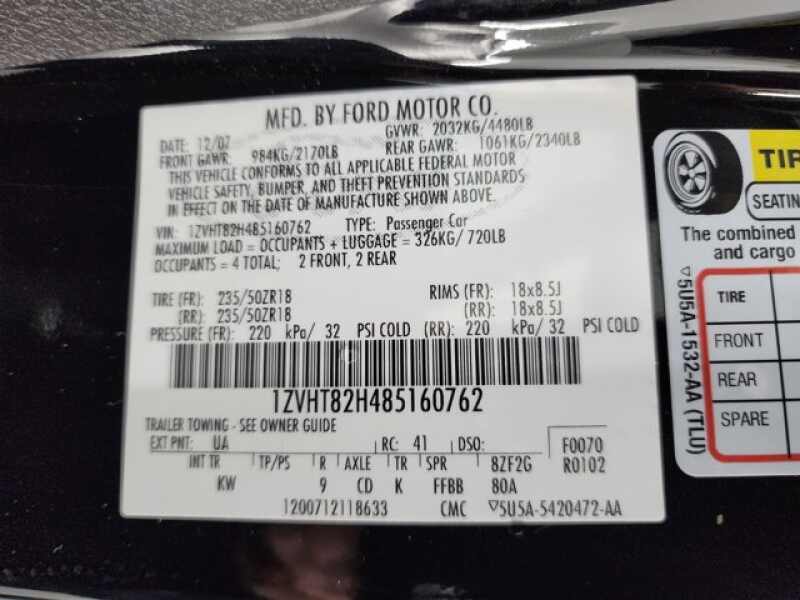 MFD. BY FORD MOTOR CO.
DATE: 12/07 GVWR: 2032KG/4480LB
FRONT GAWR: 984KG/2170LB REAR GAWR: 1061KG/2340LB
THIS VEHICLE CONFORMS TO ALL APPLICABLE FEDERAL MOTOR
VEHICLE SAFETY, BUMPER, AND THEFT PREVENTION STANDARDS
IN EFFECT ON THE DATE OF MANUFACTURE SHOWN ABOVE.
VIN: 1ZVHT82H485160762 TYPE: Passenger Car
MAXIMUM LOAD = OCCUPANTS + LUGGAGE = 326KG/ 720LB
OCCUPANTS = 4 TOTAL; 2 FRONT, 2 REAR
TIRE (FR): 235/50ZR18 RIMS (FR): 18x8.5J
(RR): 235/50ZR18 (RR): 18x8.5J
PRESSURE (FR): 220 kPa/ 32 PSI COLD (RR): 220 kPa/ 32 PSI COLD
1ZVHT82H485160762
TRAILER TOWING - SEE OWNER GUIDE
EXT PNT: UA RC: 41 DSO: F0070
INT TR TP/PS R AXLE TR SPR 8ZF2G R0102
KW 9 CD K FFBB 80A
1200712118633 CMC ▽5U5A-5420472-AA
TIR
SEATIN
The combined
and cargo
TIRE
FRONT
REAR
SPARE
▽5U5A-1532-AA (TLU)